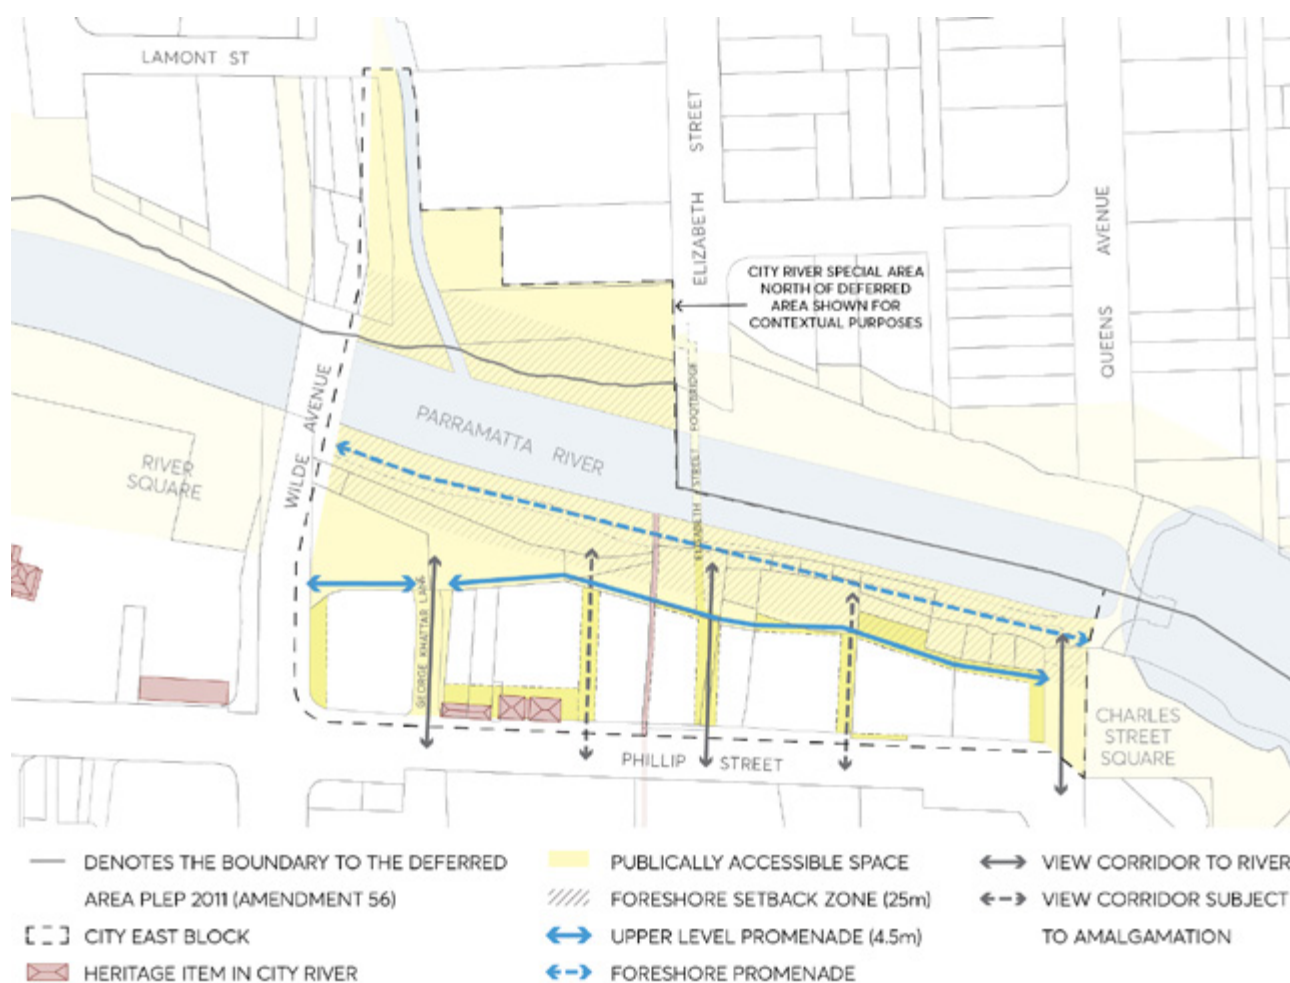 LAMONT ST
ELIZABETH STREET
QUEENS AVENUE
CITY RIVER SPECIAL AREA
NORTH OF DEFERRED
AREA SHOWN FOR
CONTEXTUAL PURPOSES
WILDE AVENUE
PARRAMATTA RIVER
ELIZABETH STREET FOOTBRIDGE
RIVER
SQUARE
GEORGE KHATTAR LANE
PHILLIP STREET
CHARLES
STREET
SQUARE
DENOTES THE BOUNDARY TO THE DEFERRED
AREA PLEP 2011 (AMENDMENT 56)
CITY EAST BLOCK
HERITAGE ITEM IN CITY RIVER
PUBLICALLY ACCESSIBLE SPACE
FORESHORE SETBACK ZONE (25m)
UPPER LEVEL PROMENADE (4.5m)
FORESHORE PROMENADE
VIEW CORRIDOR TO RIVER
VIEW CORRIDOR SUBJECT
TO AMALGAMATION